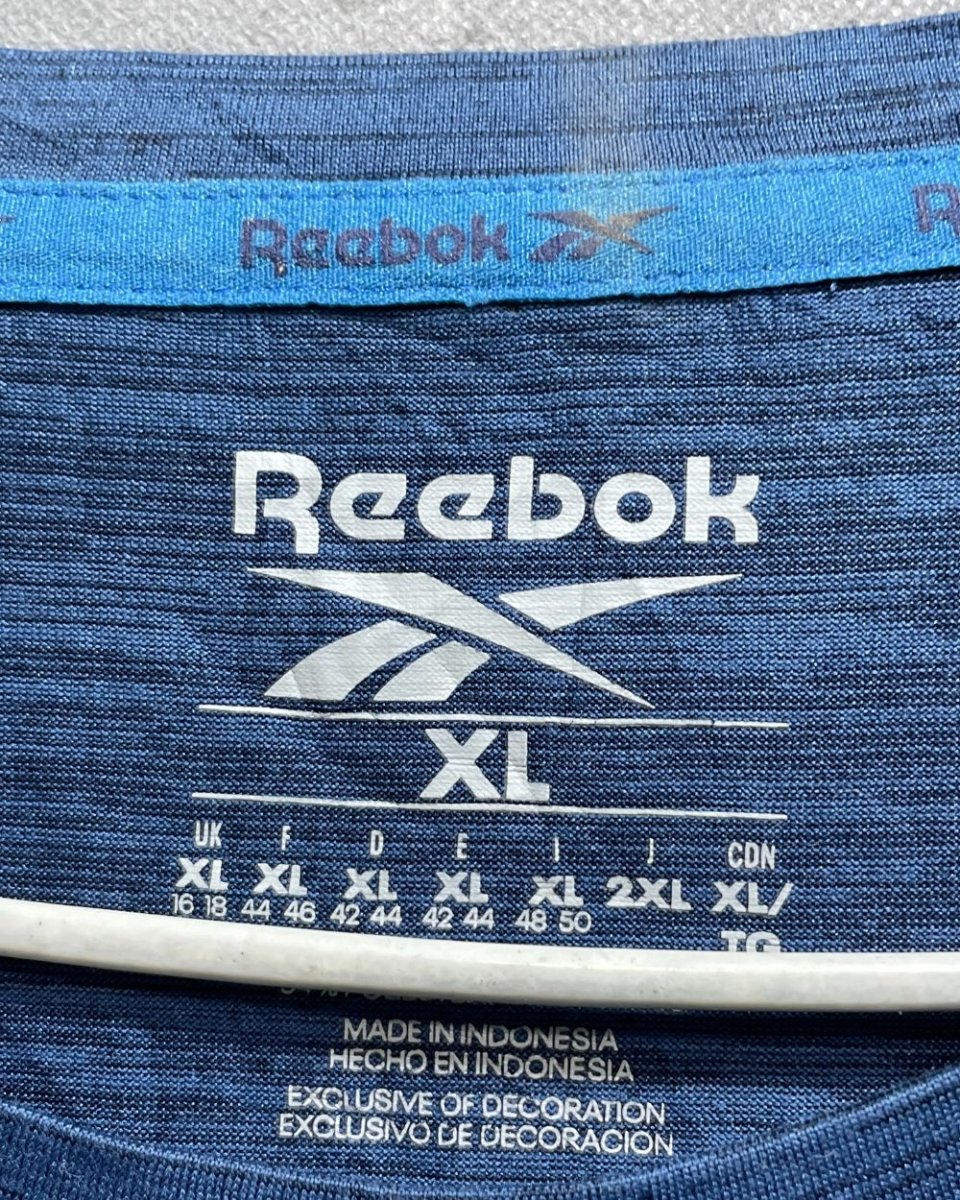 Reebok
Reebok
XL
UK F D E I J CDN
XL XL XL XL XL 2XL XL/
16 18 44 46 42 44 42 44 48 50 TG
MADE IN INDONESIA
HECHO EN INDONESIA
EXCLUSIVE OF DECORATION
EXCLUSIVO DE DECORACION